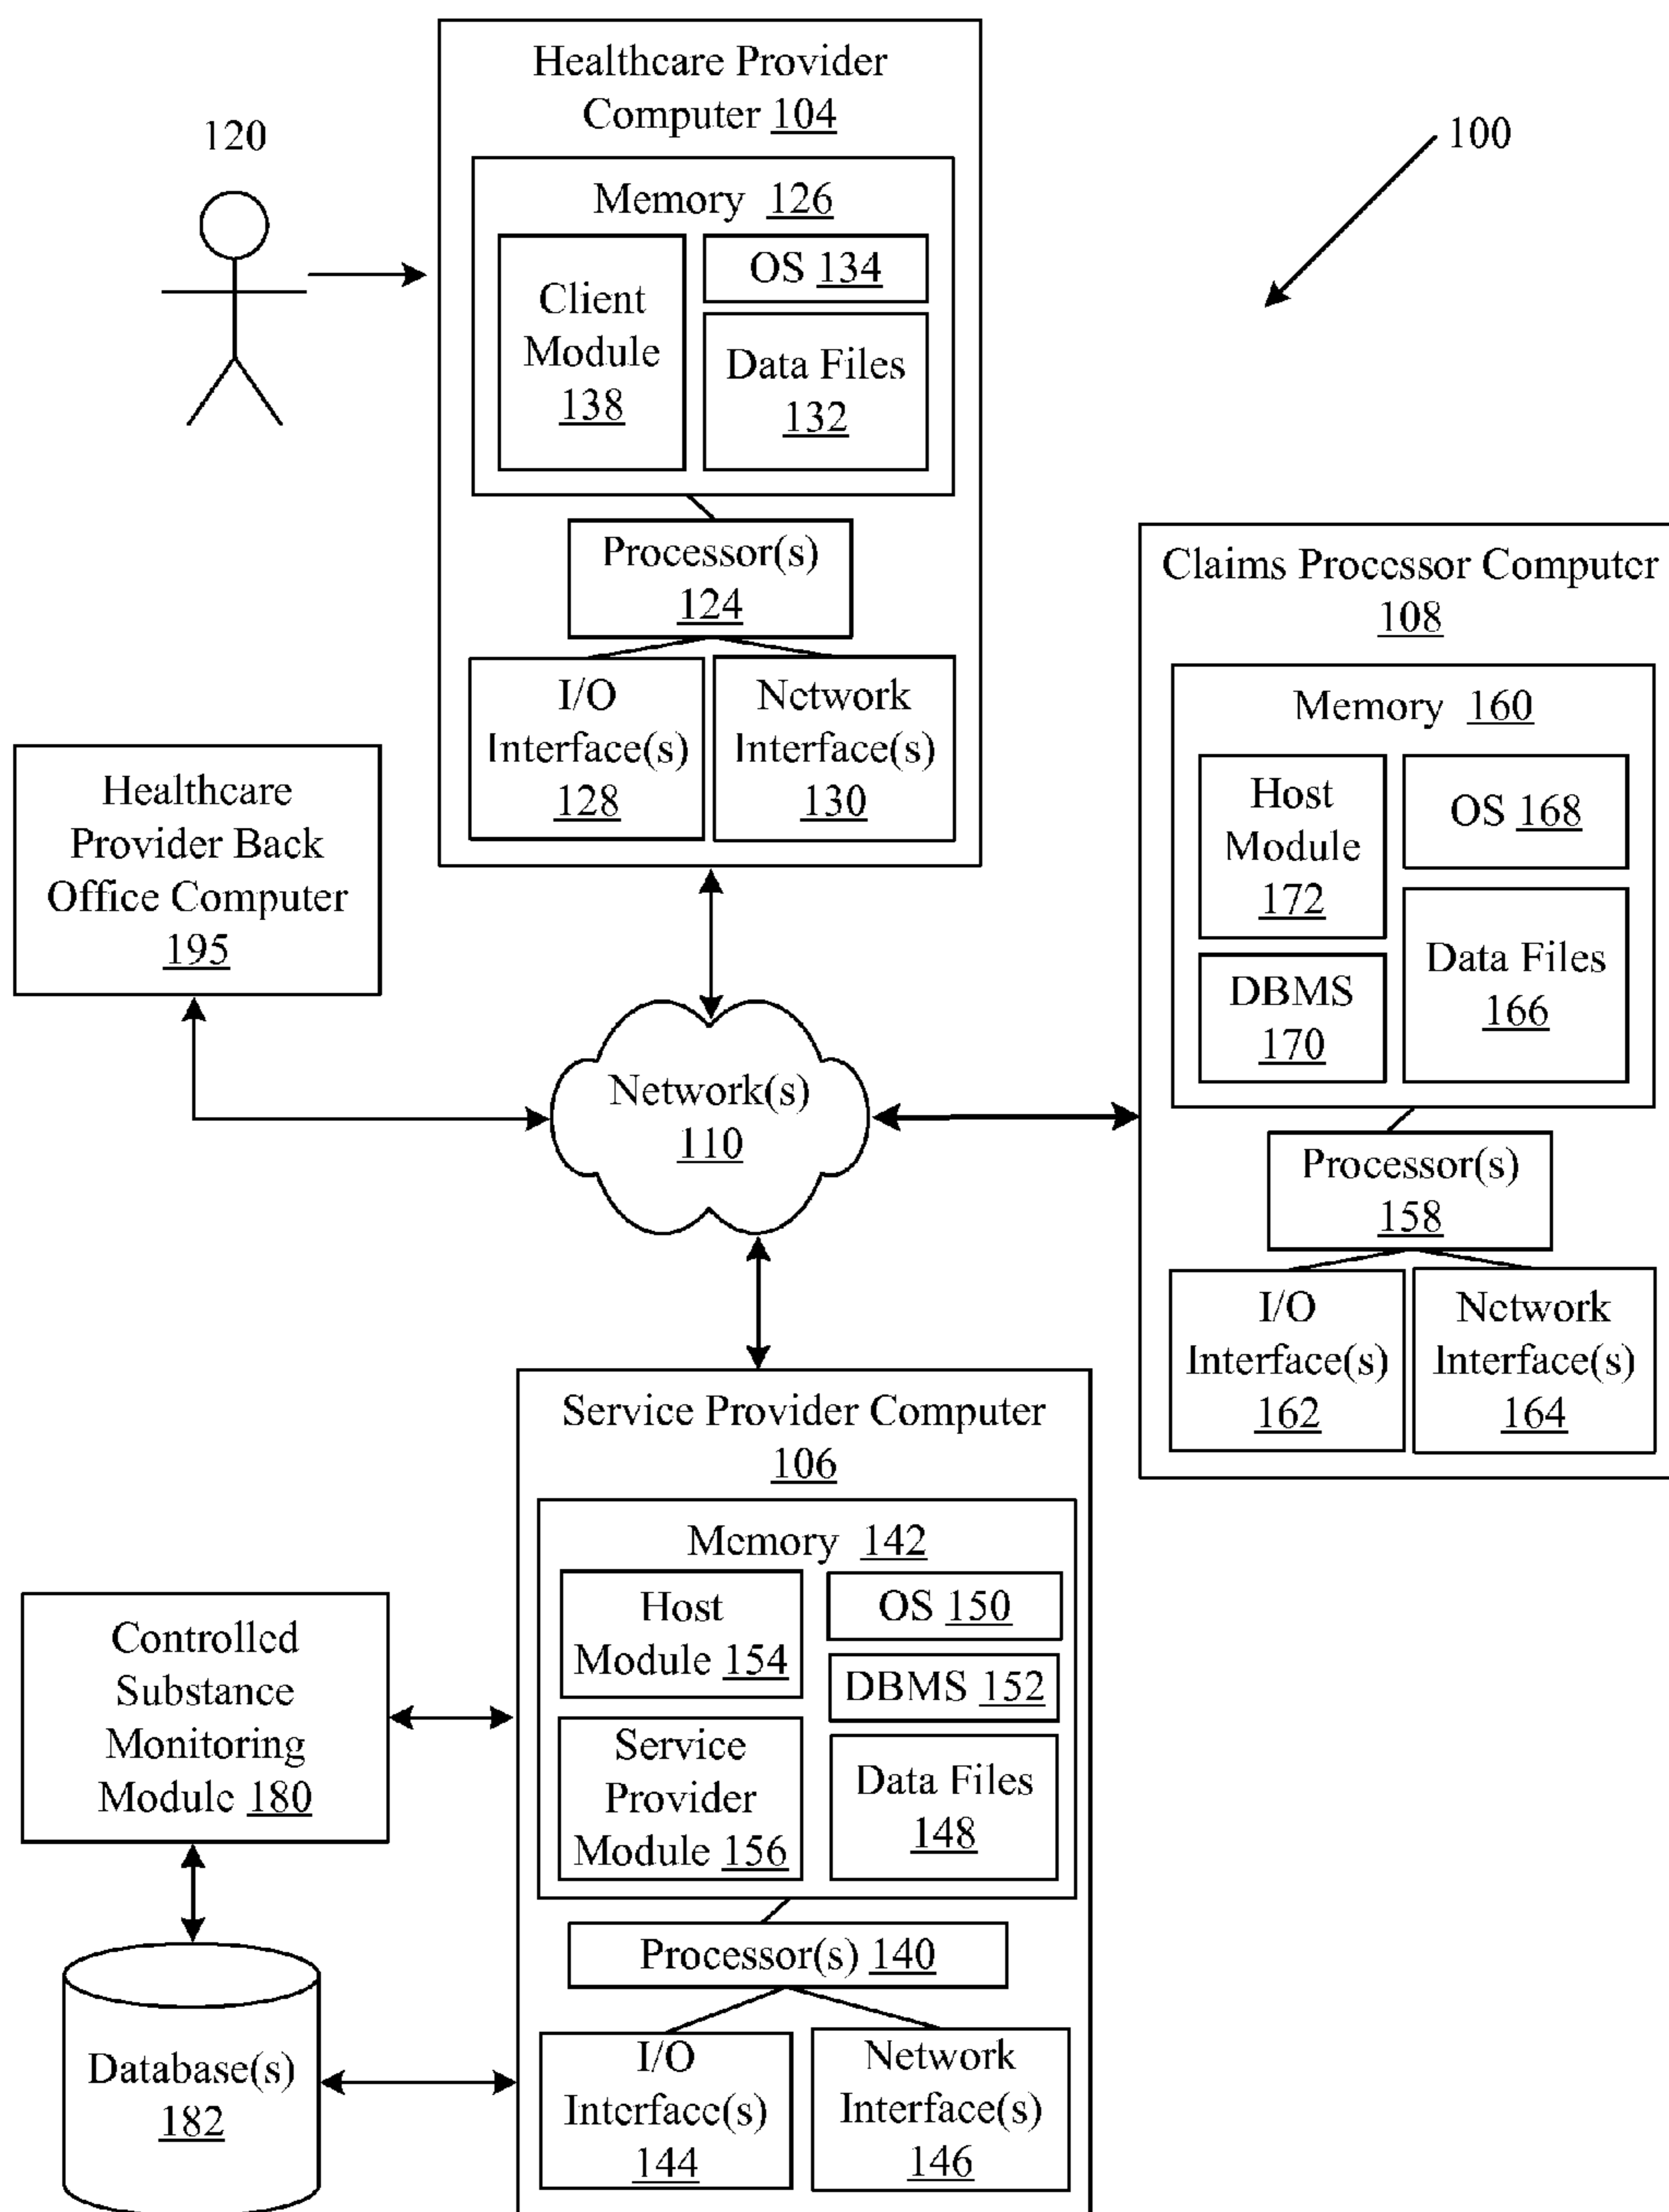 Healthcare Provider
Computer 104
120
100
Memory 126
Client
Module
138
OS 134
Data Files
132
Processor(s)
124
I/O
Interface(s)
128
Network
Interface(s)
130
Claims Processor Computer
108
Memory 160
Host
Module
172
OS 168
DBMS
170
Data Files
166
Processor(s)
158
I/O
Interface(s)
162
Network
Interface(s)
164
Healthcare
Provider Back
Office Computer
195
Network(s)
110
Service Provider Computer
106
Memory 142
Host
Module 154
OS 150
DBMS 152
Service
Provider
Module 156
Data Files
148
Processor(s) 140
I/O
Interface(s)
144
Network
Interface(s)
146
Controlled
Substance
Monitoring
Module 180
Database(s)
182